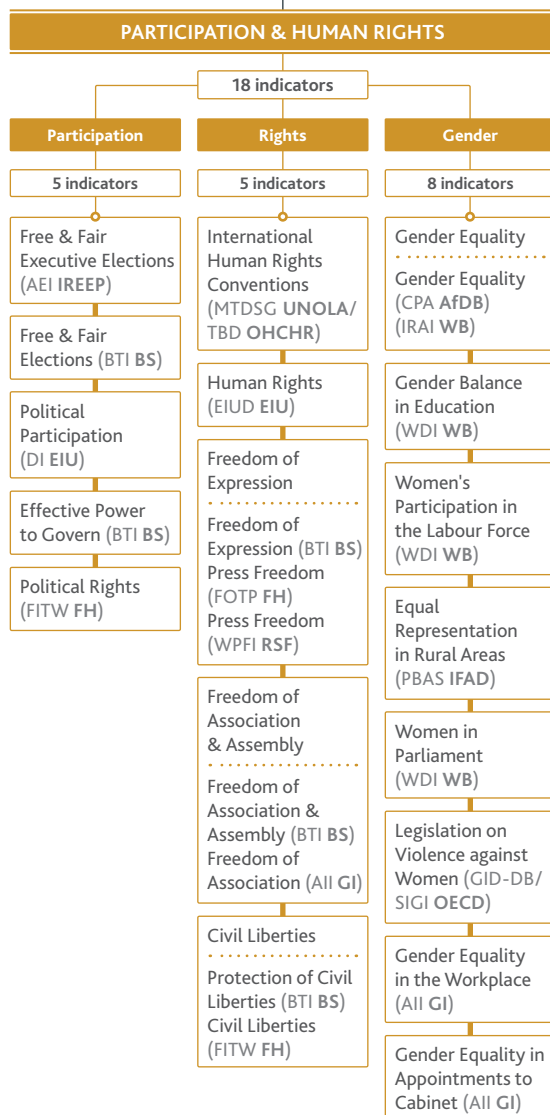 PARTICIPATION & HUMAN RIGHTS
18 indicators
Participation
5 indicators
Free & Fair
Executive Elections
(AEI IREEP)
Free & Fair
Elections (BTI BS)
Political
Participation
(DI EIU)
Effective Power
to Govern (BTI BS)
Political Rights
(FITW FH)
Rights
5 indicators
International
Human Rights
Conventions
(MTDSG UNOLA/
TBD OHCHR)
Human Rights
(EIUD EIU)
Freedom of
Expression
Freedom of
Expression (BTI BS)
Press Freedom
(FOTP FH)
Press Freedom
(WPFI RSF)
Freedom of
Association
& Assembly
Freedom of
Association &
Assembly (BTI BS)
Freedom of
Association (AII GI)
Civil Liberties
Protection of Civil
Liberties (BTI BS)
Civil Liberties
(FITW FH)
Gender
8 indicators
Gender Equality
Gender Equality
(CPA AfDB)
(IRAI WB)
Gender Balance
in Education
(WDI WB)
Women's
Participation in
the Labour Force
(WDI WB)
Equal
Representation
in Rural Areas
(PBAS IFAD)
Women in
Parliament
(WDI WB)
Legislation on
Violence against
Women (GID-DB/
SIGI OECD)
Gender Equality
in the Workplace
(AII GI)
Gender Equality in
Appointments to
Cabinet (AII GI)